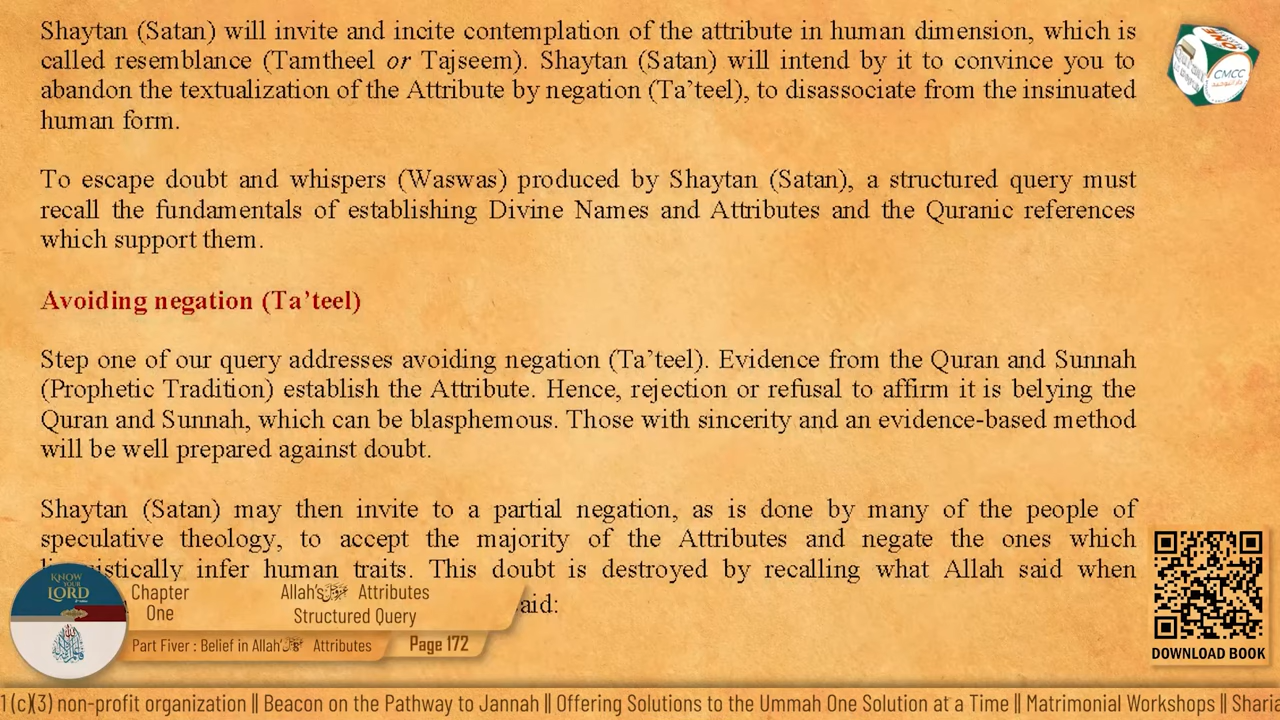 Shaytan (Satan) will invite and incite contemplation of the attribute in human dimension, which is
called resemblance (Tamtheel or Tajseem). Shaytan (Satan) will intend by it to convince you to
abandon the textualization of the Attribute by negation (Ta’teel), to disassociate from the insinuated
human form.
To escape doubt and whispers (Waswas) produced by Shaytan (Satan), a structured query must
recall the fundamentals of establishing Divine Names and Attributes and the Quranic references
which support them.
Avoiding negation (Ta’teel)
Step one of our query addresses avoiding negation (Ta’teel). Evidence from the Quran and Sunnah
(Prophetic Tradition) establish the Attribute. Hence, rejection or refusal to affirm it is belying the
Quran and Sunnah, which can be blasphemous. Those with sincerity and an evidence-based method
will be well prepared against doubt.
Shaytan (Satan) may then invite to a partial negation, as is done by many of the people of
speculative theology, to accept the majority of the Attributes and negate the ones which
infer human traits. This doubt is destroyed by recalling what Allah said when
aid:
CMCC
KNOW
YOUR
LORD
Chapter
One
Allah's ﷻ Attributes
Structured Query
Part Fiver : Belief in Allah's ﷻ Attributes
Page 172
DOWNLOAD BOOK
1 (c)(3) non-profit organization || Beacon on the Pathway to Jannah || Offering Solutions to the Ummah One Solution at a Time || Matrimonial Workshops || Sharia